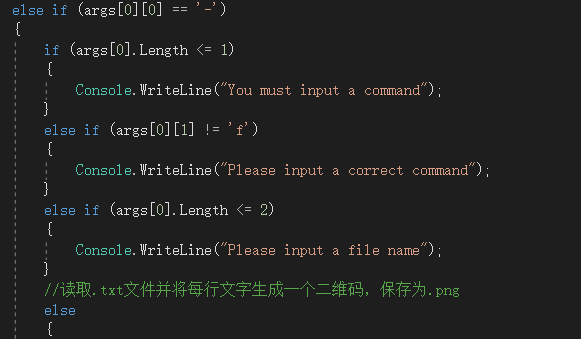 else if (args[0][0] == '-')
{
if (args[0].Length <= 1)
{
Console.WriteLine("You must input a command");
}
else if (args[0][1] != 'f')
{
Console.WriteLine("Please input a correct command");
}
else if (args[0].Length <= 2)
{
Console.WriteLine("Please input a file name");
}
//读取.txt文件并将每行文字生成一个二维码，保存为.png
else
{